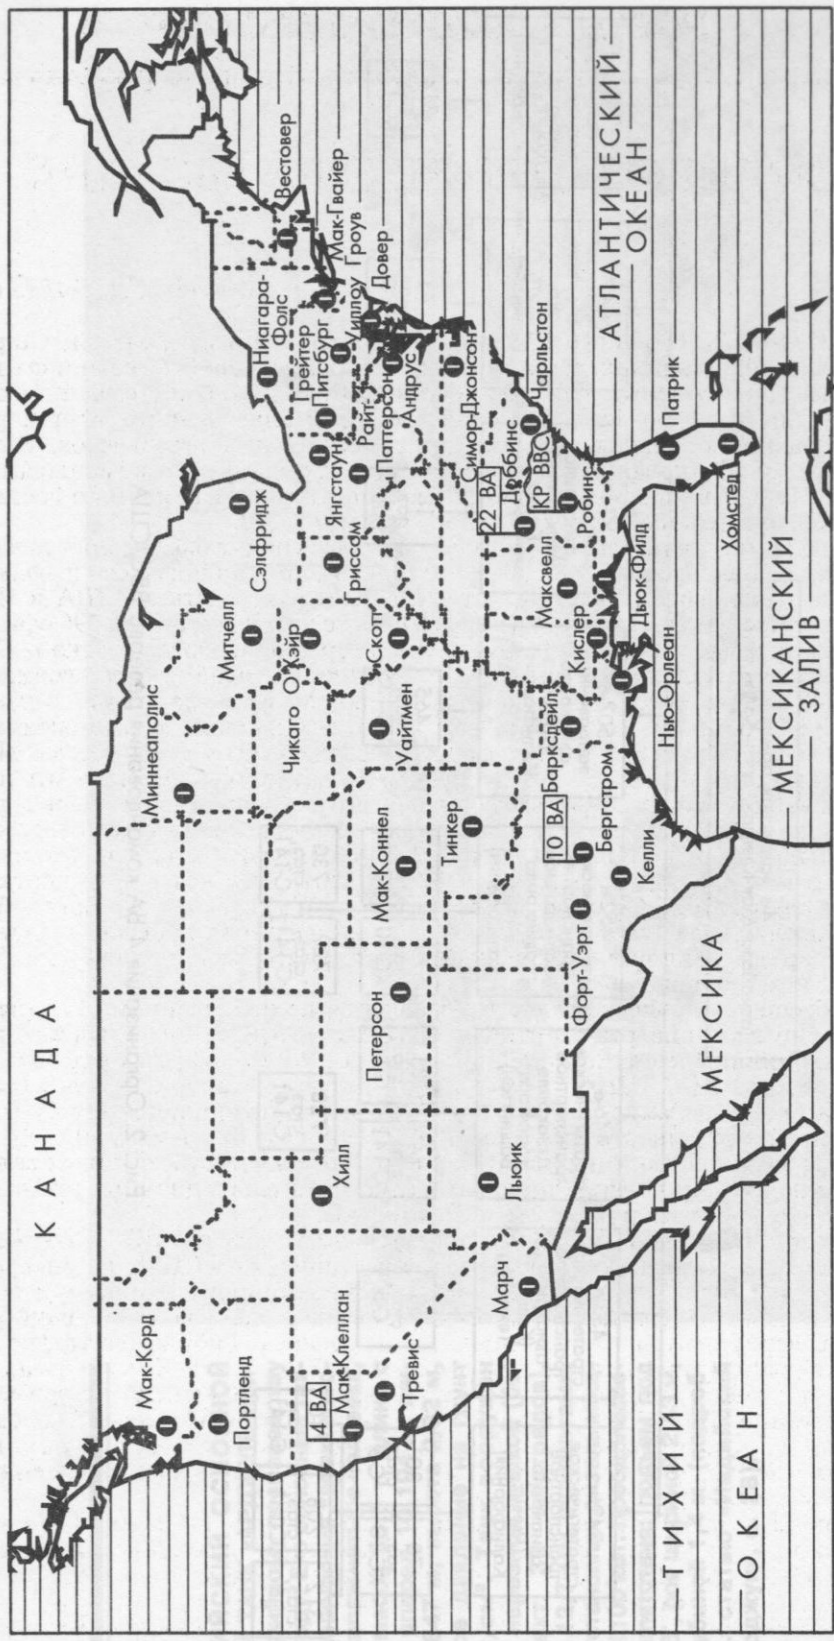 КАНАДА
Мак-Корд
Портленд
4 ВА
Мак-Клеллан
Тревис
Марч
Хилл
Льюик
Петерсон
Миннеаполис
Митчелл
Чикаго О'Кэйр
Уайтмен
Скотт
Мак-Коннел
Тинкер
10 ВА
Бергстром
Келли
Форт-Уэрт
Барксдейл
Кислер
Нью-Орлеан
Дьюк-Филд
Максвелл
Сэлфридж
Гриссом
Янгстаун
Райт-
Паттерсон
Ниагара-
Фолс
Грейтер
Питсбург
Вестовер
Мак-Гвайер
Уиллоу Гроув
Довер
Андрус
Симор-Джонсон
22 ВА
Доббинс
КР ВВС
Робинс
Чарльстон
Патрик
Хомстед
АТЛАНТИЧЕСКИЙ
ОКЕАН
МЕКСИКАНСКИЙ
ЗАЛИВ
МЕКСИКА
ТИХИЙ
ОКЕАН